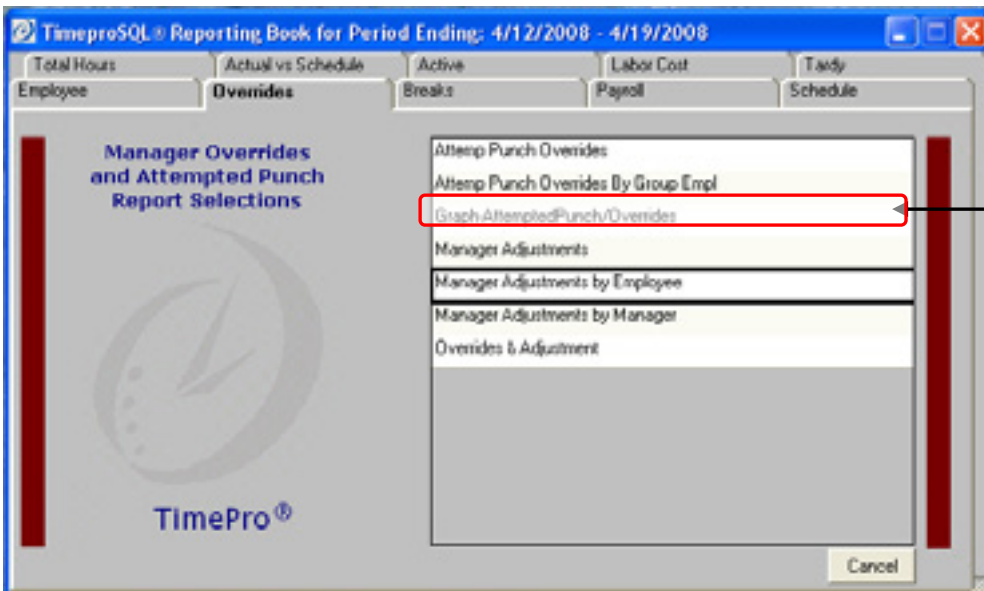 TimeproSQL® Reporting Book for Period Ending: 4/12/2008 - 4/19/2008
Total Hours Actual vs Schedule Active Labor Cost Tardy
Employee Overrides Breaks Payroll Schedule
Manager Overrides
and Attempted Punch
Report Selections
Attemp Punch Overrides
Attemp Punch Overrides By Group Empl
Graph-AttemptedPunch/Overrides
Manager Adjustments
Manager Adjustments by Employee
Manager Adjustments by Manager
Overrides & Adjustment
TimePro®
Cancel